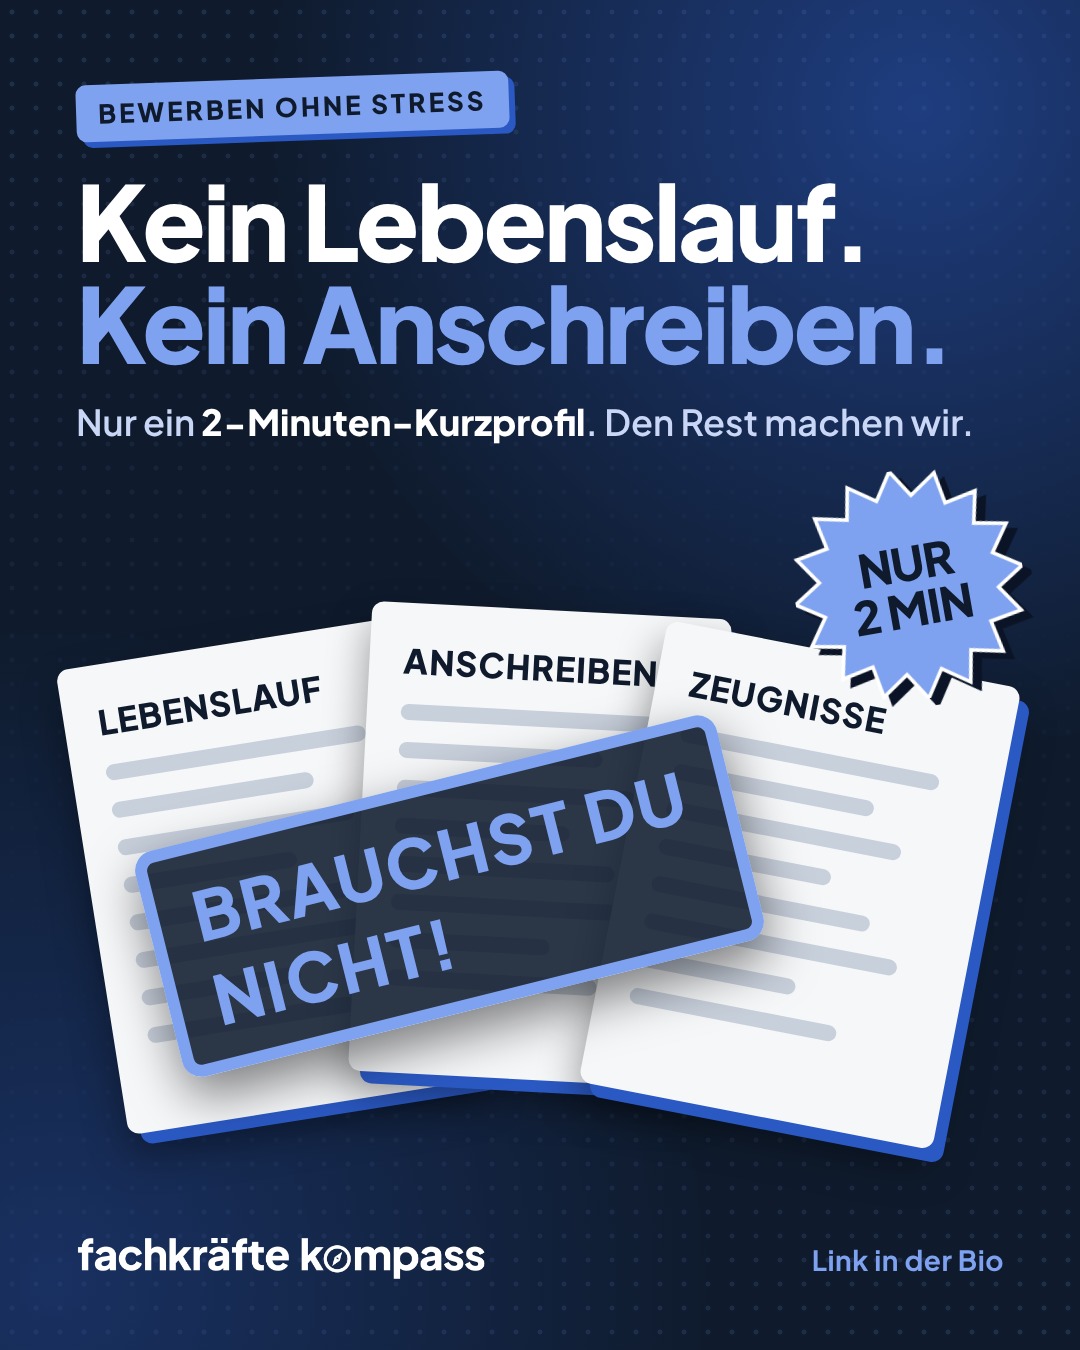 BEWERBEN OHNE STRESS
Kein Lebenslauf.
Kein Anschreiben.
Nur ein 2-Minuten-Kurzprofil. Den Rest machen wir.
NUR
2 MIN
LEBENSLAUF
ANSCHREIBEN
ZEUGNISSE
BRAUCHST DU
NICHT!
fachkräfte kompass
Link in der Bio